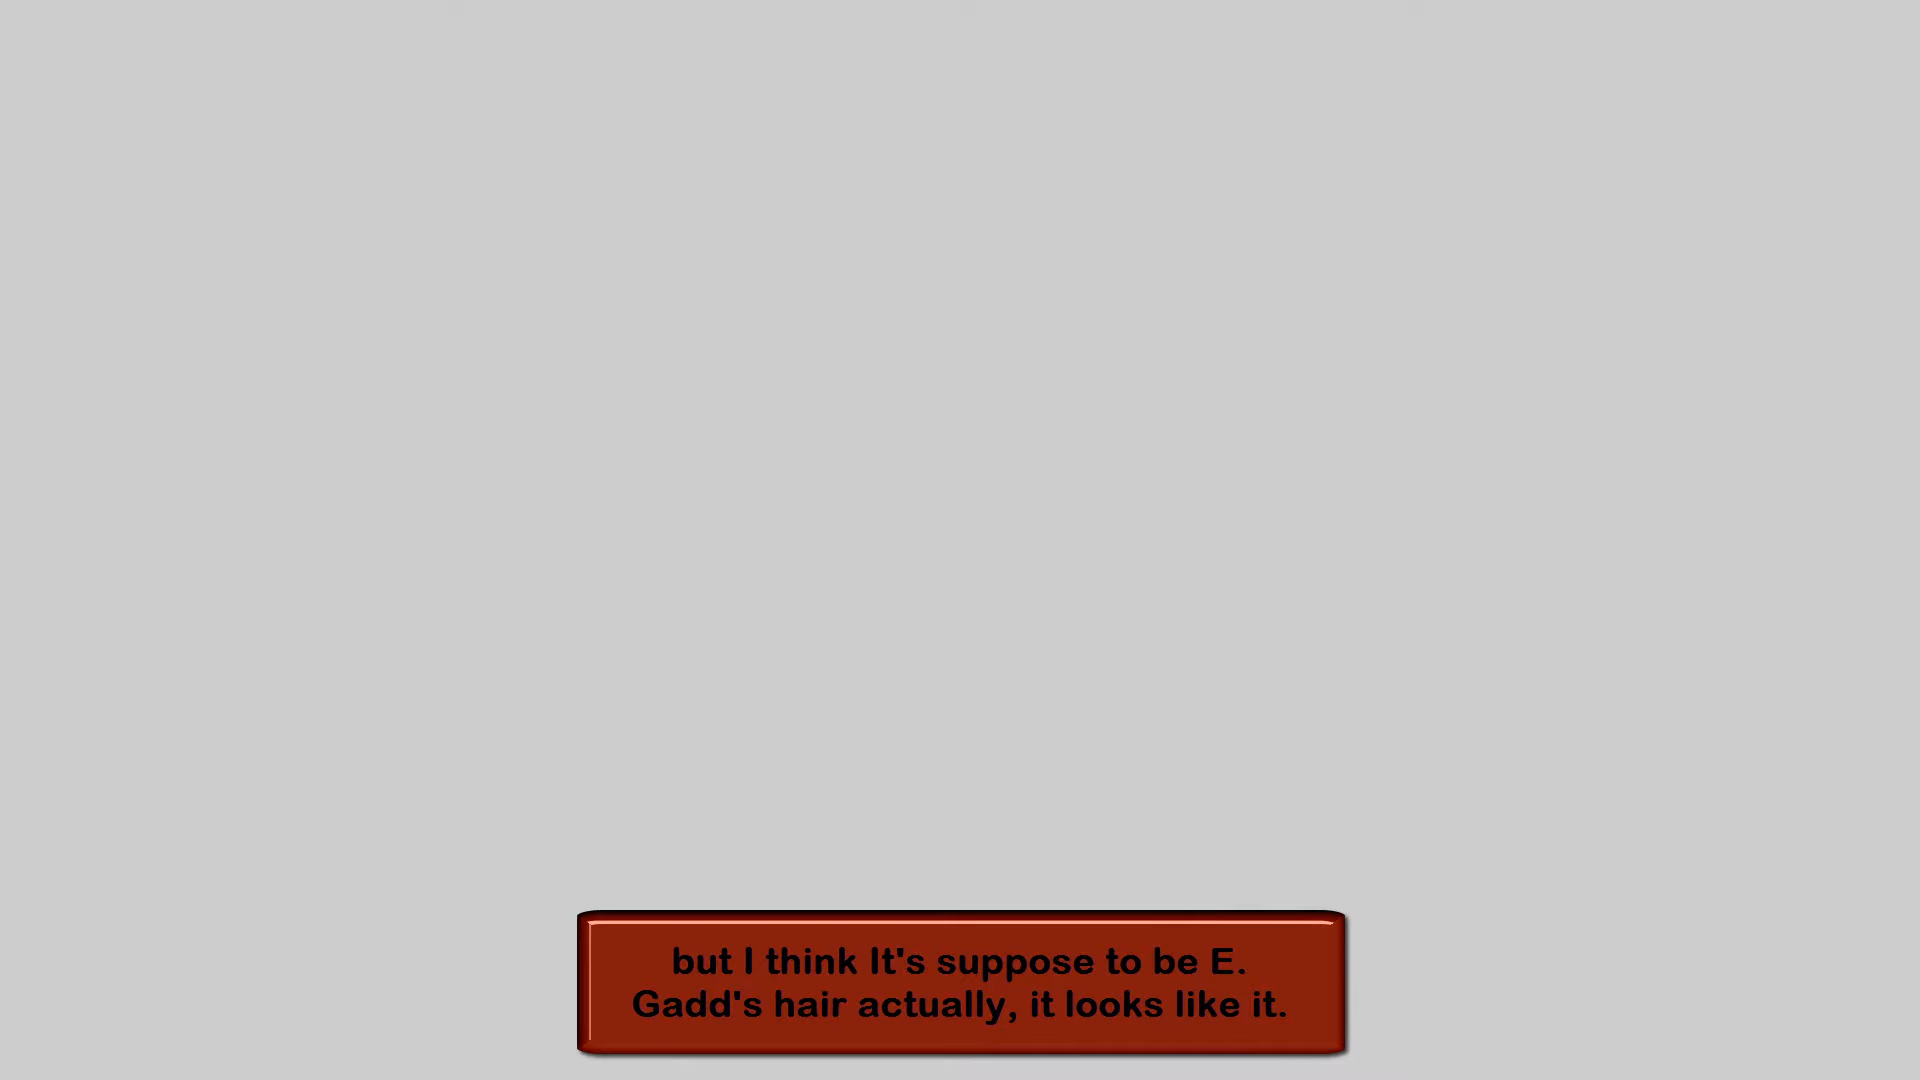 but I think It's suppose to be E.
Gadd's hair actually, it looks like it.